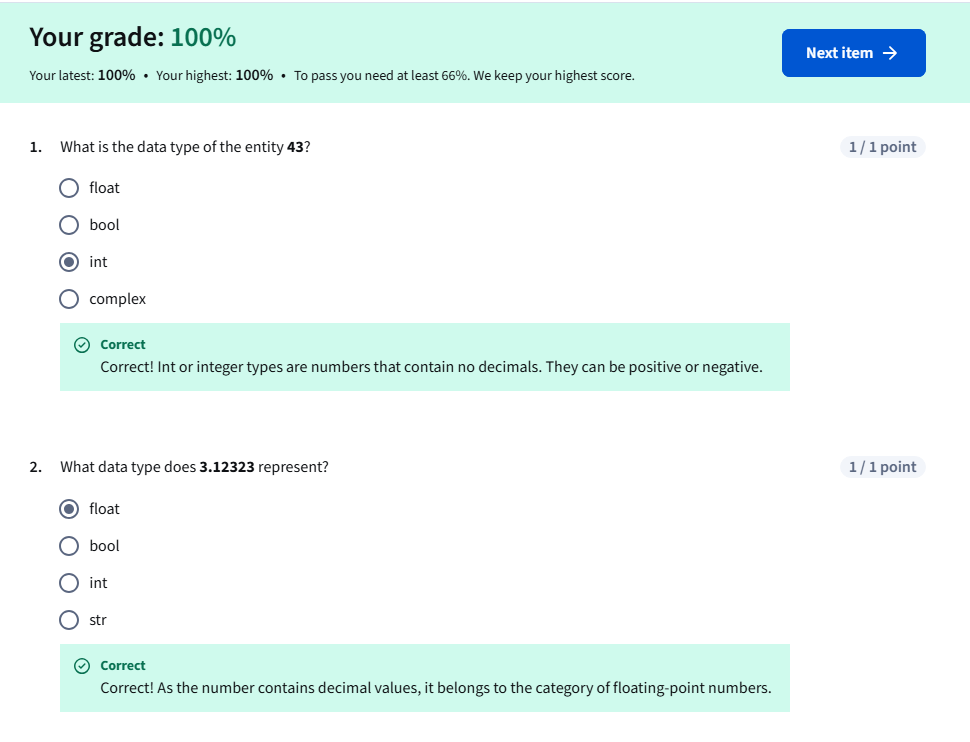 Your grade: 100%
Your latest: 100% • Your highest: 100% • To pass you need at least 66%. We keep your highest score.
Next item →
1. What is the data type of the entity 43?
1 / 1 point
float
bool
int
complex
Correct
Correct! Int or integer types are numbers that contain no decimals. They can be positive or negative.
2. What data type does 3.12323 represent?
1 / 1 point
float
bool
int
str
Correct
Correct! As the number contains decimal values, it belongs to the category of floating-point numbers.